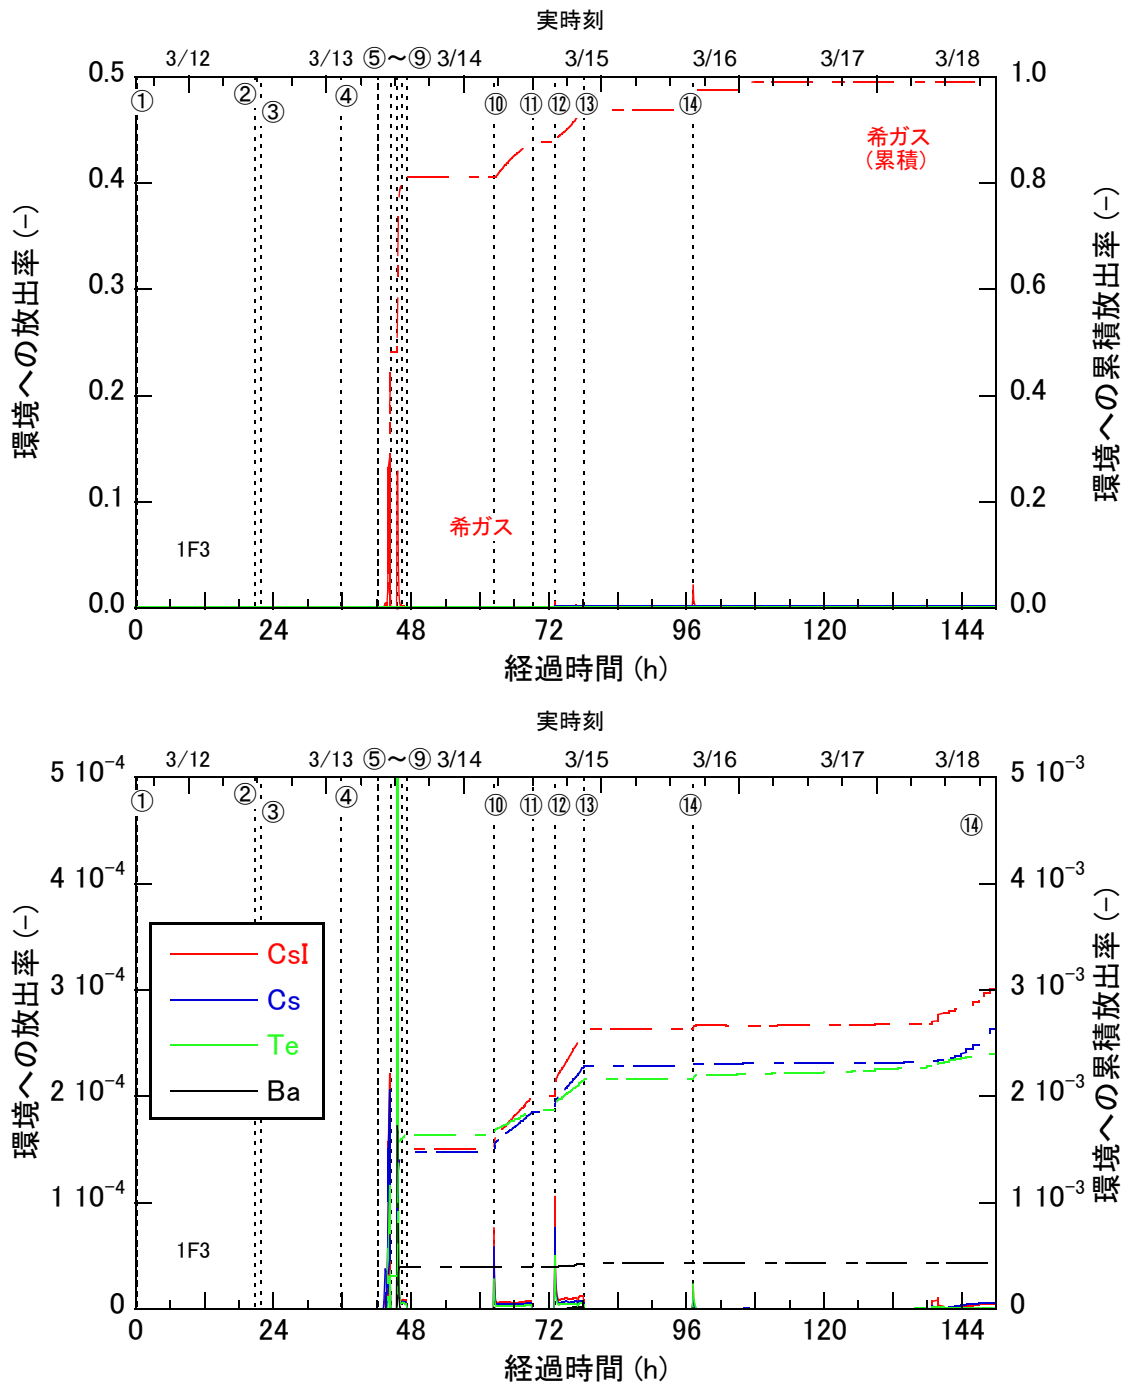 実時刻
3/12 3/13 ⑤～⑨ 3/14 3/15 3/16 3/17 3/18
0.5 1.0
① ② ③ ④ ⑩ ⑪ ⑫ ⑬ ⑭
希ガス
(累積)
0.4 0.8
0.3 0.6
0.2 0.4
0.1 0.2
希ガス
1F3
0.0 0.0
0 24 48 72 96 120 144
経過時間 (h)
環境への放出率 (-)
環境への累積放出率 (-)
実時刻
3/12 3/13 ⑤～⑨ 3/14 3/15 3/16 3/17 3/18
5 10-4 5 10-3
① ② ③ ④ ⑩ ⑪ ⑫ ⑬ ⑭ ⑭
4 10-4 4 10-3
CsI
3 10-4 Cs 3 10-3
Te
2 10-4 Ba 2 10-3
1 10-4 1 10-3
1F3
0 0
0 24 48 72 96 120 144
経過時間 (h)
環境への放出率 (-)
環境への累積放出率 (-)